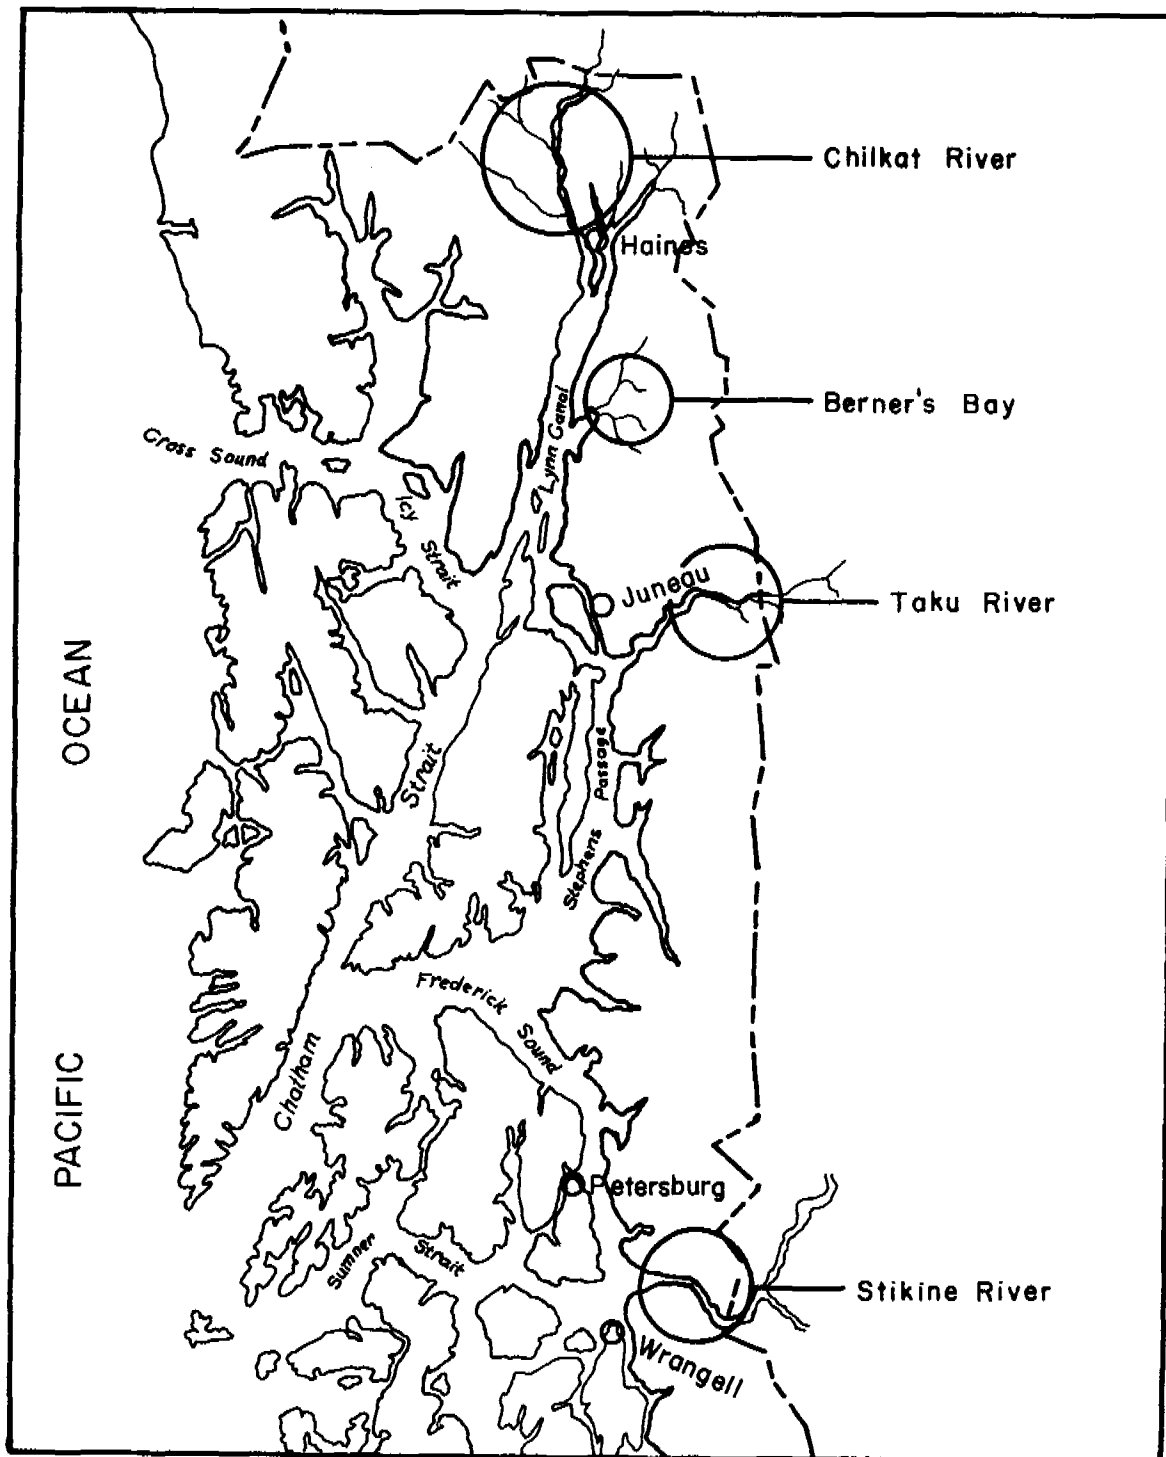 Chilkat River
Haines
Berner's Bay
Lynn Canal
Cross Sound
Icy Strait
Juneau
Taku River
OCEAN
Strait
Passage
Stephens
Frederick Sound
PACIFIC
Chatham
Petersburg
Sumner Strait
Stikine River
Wrangell